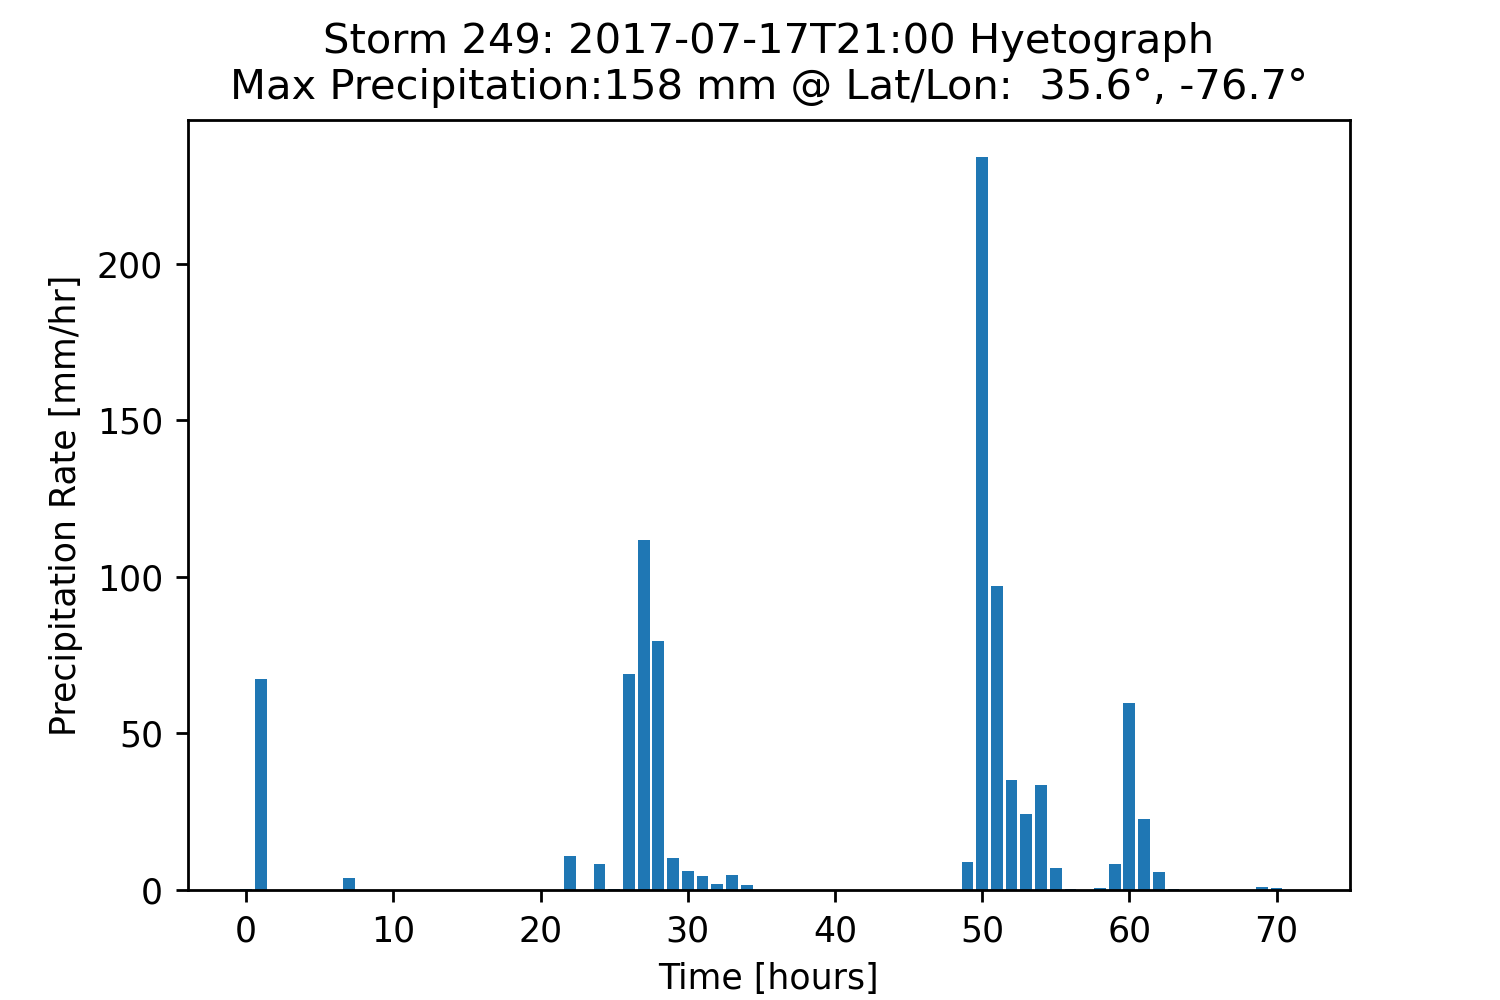 Storm 249: 2017-07-17T21:00 Hyetograph
Max Precipitation:158 mm @ Lat/Lon:  35.6°, -76.7°
Precipitation Rate [mm/hr]
200
150
100
50
0
0 10 20 30 40 50 60 70
Time [hours]